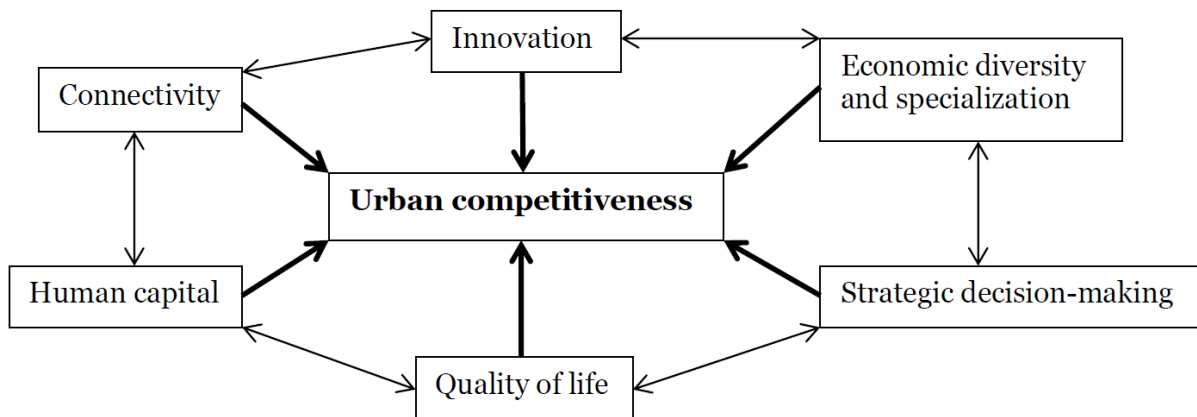 Innovation
Economic diversity
and specialization
Connectivity
Urban competitiveness
Human capital
Strategic decision-making
Quality of life